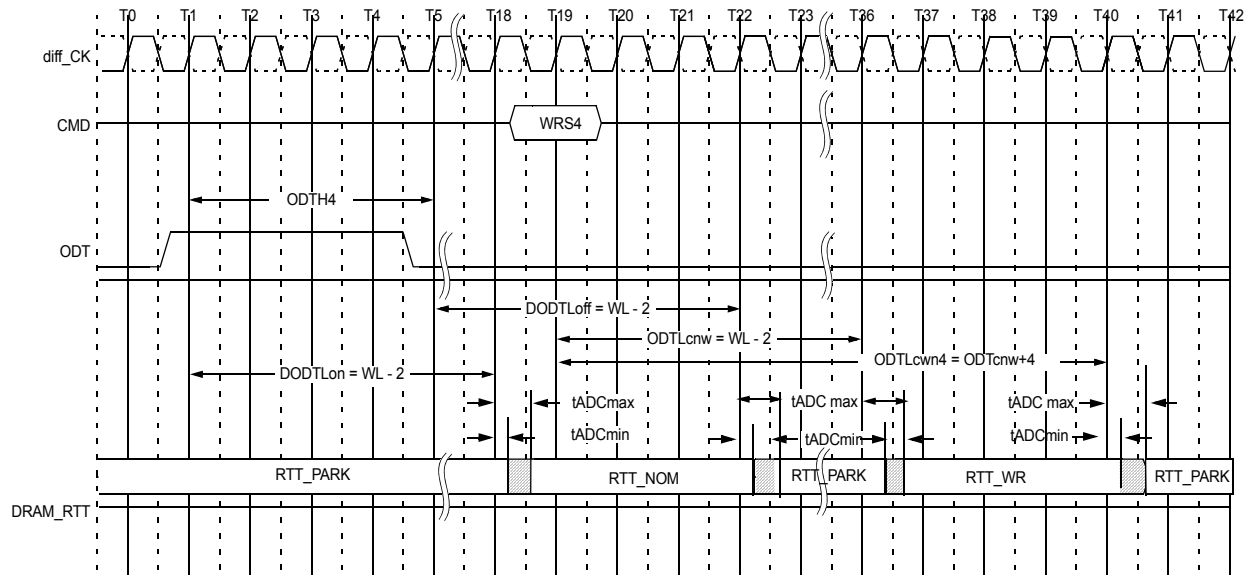 T0 T1 T2 T3 T4 T5 T18 T19 T20 T21 T22 T23 T36 T37 T38 T39 T40 T41 T42
diff_CK
CMD WRS4
ODTH4
ODT
DODTLoff = WL - 2
ODTLcnw = WL - 2
ODTLcwn4 = ODTcnw+4
DODTLon = WL - 2
tADCmax tADC max tADC max
tADCmin tADCmin tADCmin
RTT_PARK RTT_NOM RTT_PARK RTT_WR RTT_PARK
DRAM_RTT